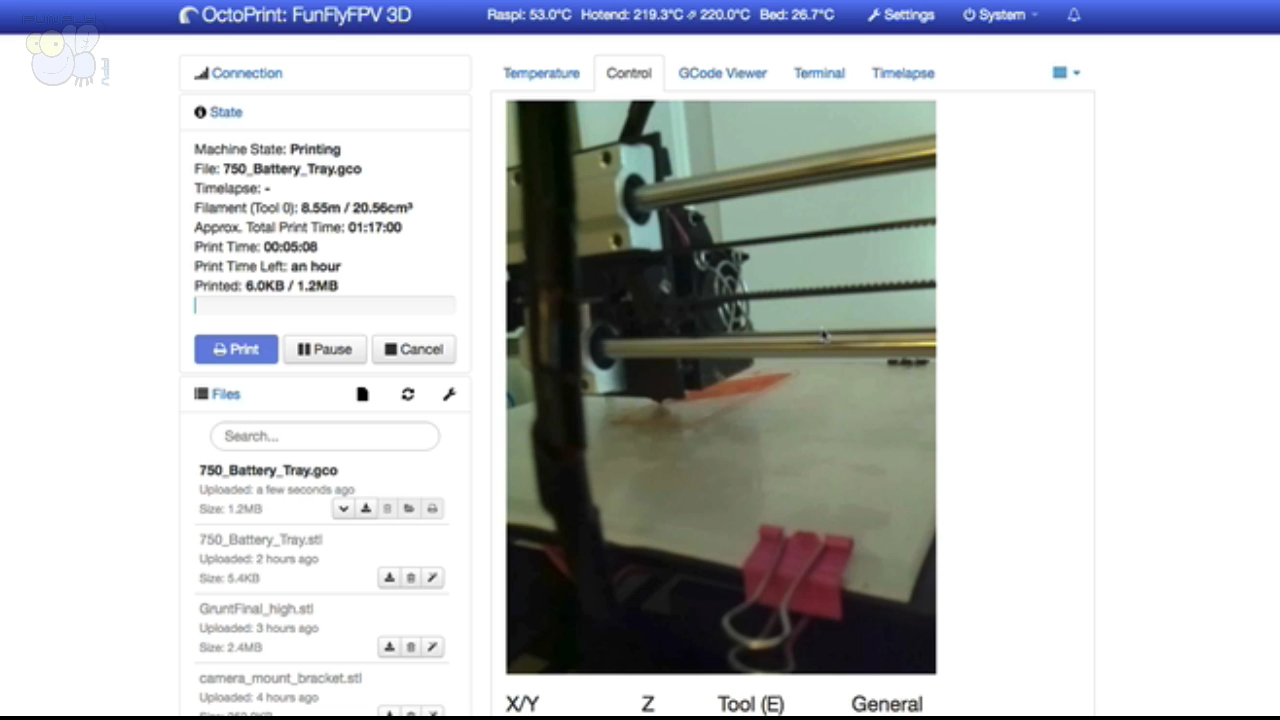 OctoPrint: FunFlyFPV 3D
Raspi: 53.0°C Hotend: 219.3°C ⇗ 220.0°C Bed: 26.7°C
Settings
System
Connection
State
Machine State: Printing
File: 750_Battery_Tray.gco
Timelapse: -
Filament (Tool 0): 8.55m / 20.56cm³
Approx. Total Print Time: 01:17:00
Print Time: 00:05:08
Print Time Left: an hour
Printed: 6.0KB / 1.2MB
Print Pause Cancel
Files
Search...
750_Battery_Tray.gco
Uploaded: a few seconds ago
Size: 1.2MB
750_Battery_Tray.stl
Uploaded: 2 hours ago
Size: 5.4KB
GruntFinal_high.stl
Uploaded: 3 hours ago
Size: 2.4MB
camera_mount_bracket.stl
Uploaded: 4 hours ago
Temperature Control GCode Viewer Terminal Timelapse
X/Y Z Tool (E) General